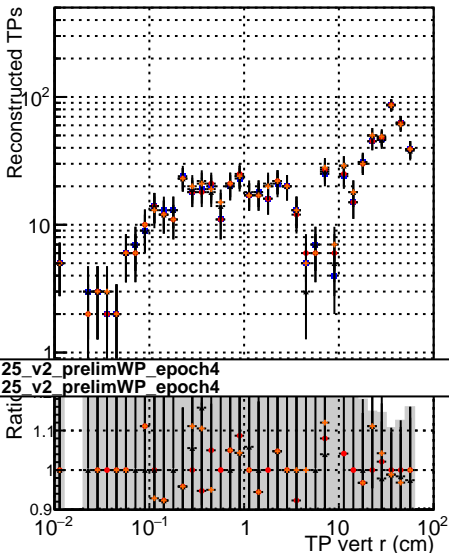 Reconstructed TPs
10²
10
1
25_v2_prelimWP_epoch4
25_v2_prelimWP_epoch4
Ratio
1.1
1
0.9
10⁻² 10⁻¹ 1 10 10²
TP vert r (cm)